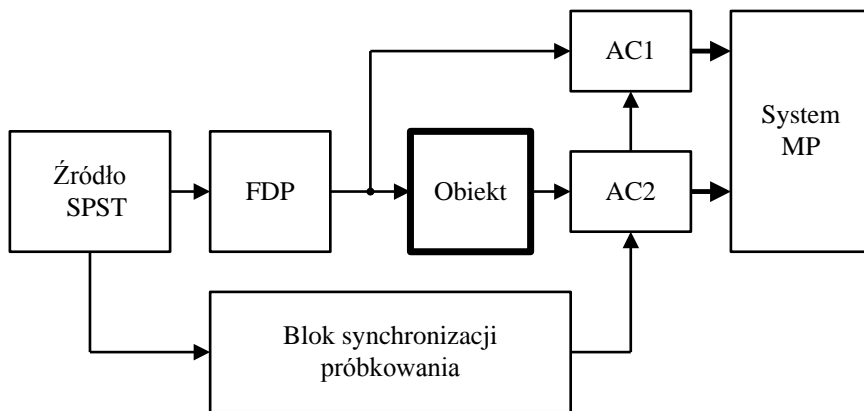 AC1
System
MP
Źródło
SPST
FDP
Obiekt
AC2
Blok synchronizacji
próbkowania